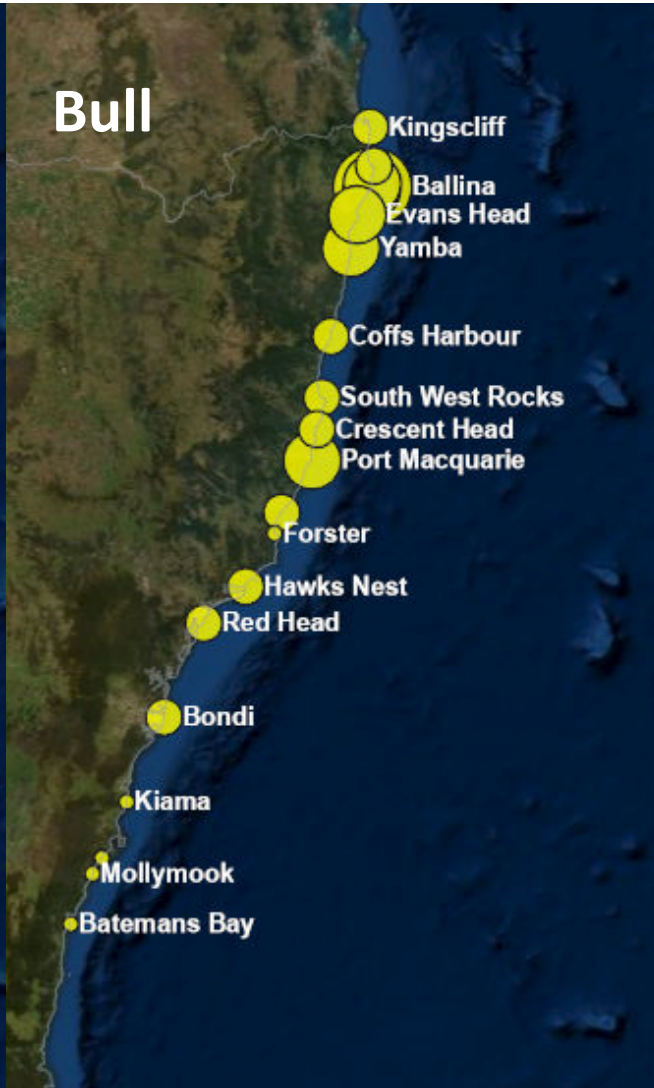 Bull
Kingscliff
Ballina
Evans Head
Yamba
Coffs Harbour
South West Rocks
Crescent Head
Port Macquarie
Forster
Hawks Nest
Red Head
Bondi
Kiama
Mollymook
Batemans Bay